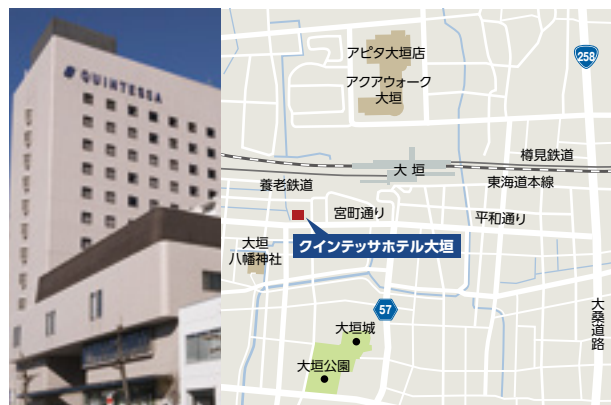 QUINTESSA
258
アピタ大垣店
アクアウォーク
大垣
大垣
樽見鉄道
東海道本線
養老鉄道
宮町通り
平和通り
クインテッサホテル大垣
大垣
八幡神社
57
大垣城
大垣公園
大桑道路